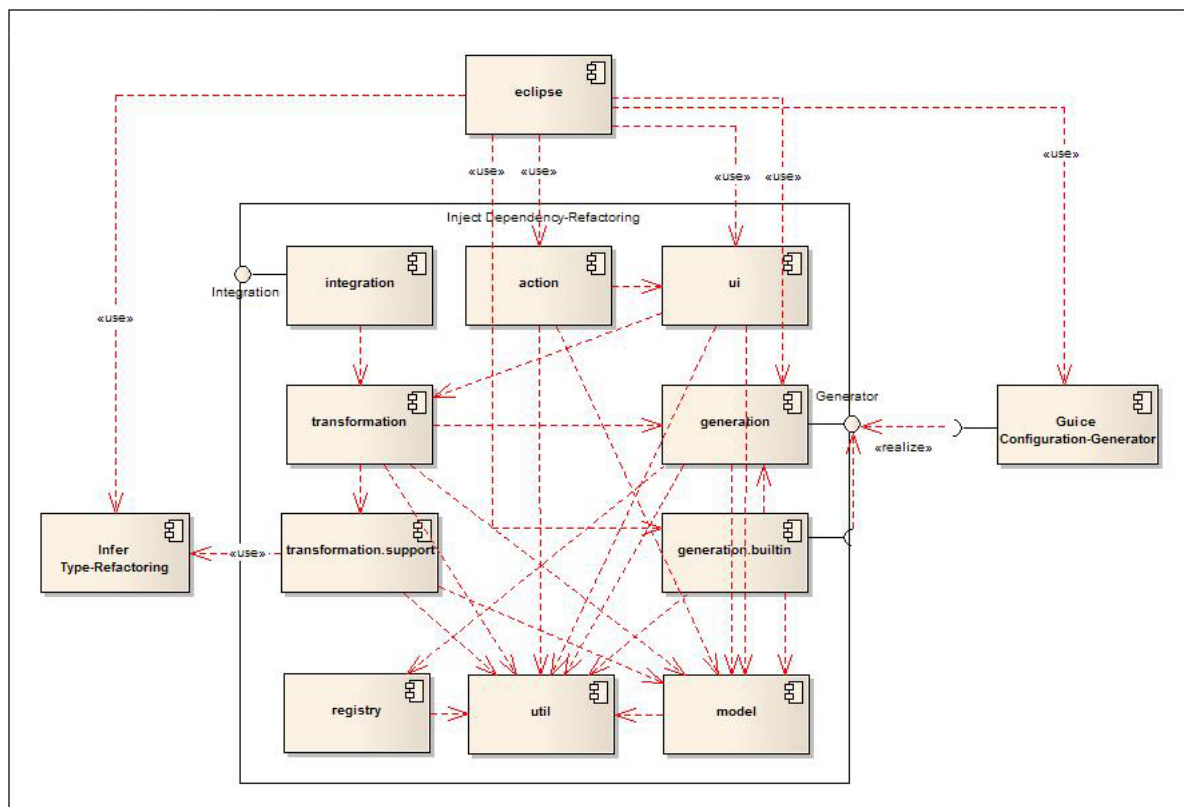 eclipse
«use»
«use»
«use»
«use»
«use»
Inject Dependency-Refactoring
Integration
integration
action
ui
«use»
transformation
generation
Generator
«realize»
Guice
Configuration-Generator
Infer
Type-Refactoring
«use»
transformation.support
generation.builtin
registry
util
model